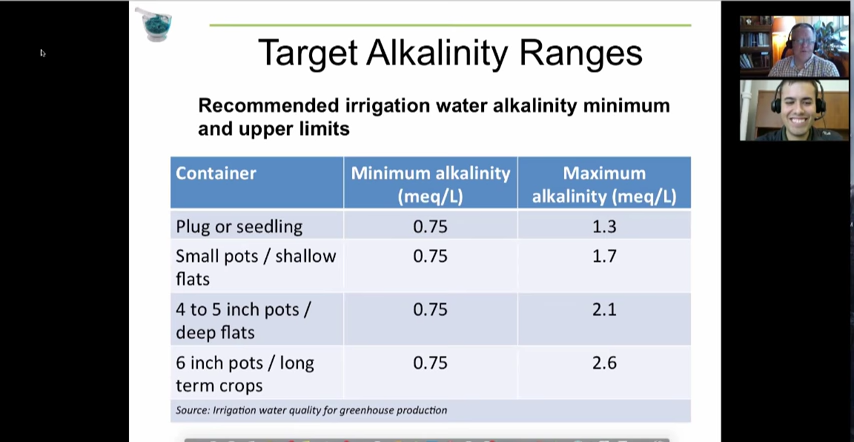 Target Alkalinity Ranges
Recommended irrigation water alkalinity minimum
and upper limits
Container Minimum alkalinity (meq/L) Maximum alkalinity (meq/L)
Plug or seedling 0.75 1.3
Small pots / shallow flats 0.75 1.7
4 to 5 inch pots / deep flats 0.75 2.1
6 inch pots / long term crops 0.75 2.6
Source: Irrigation water quality for greenhouse production